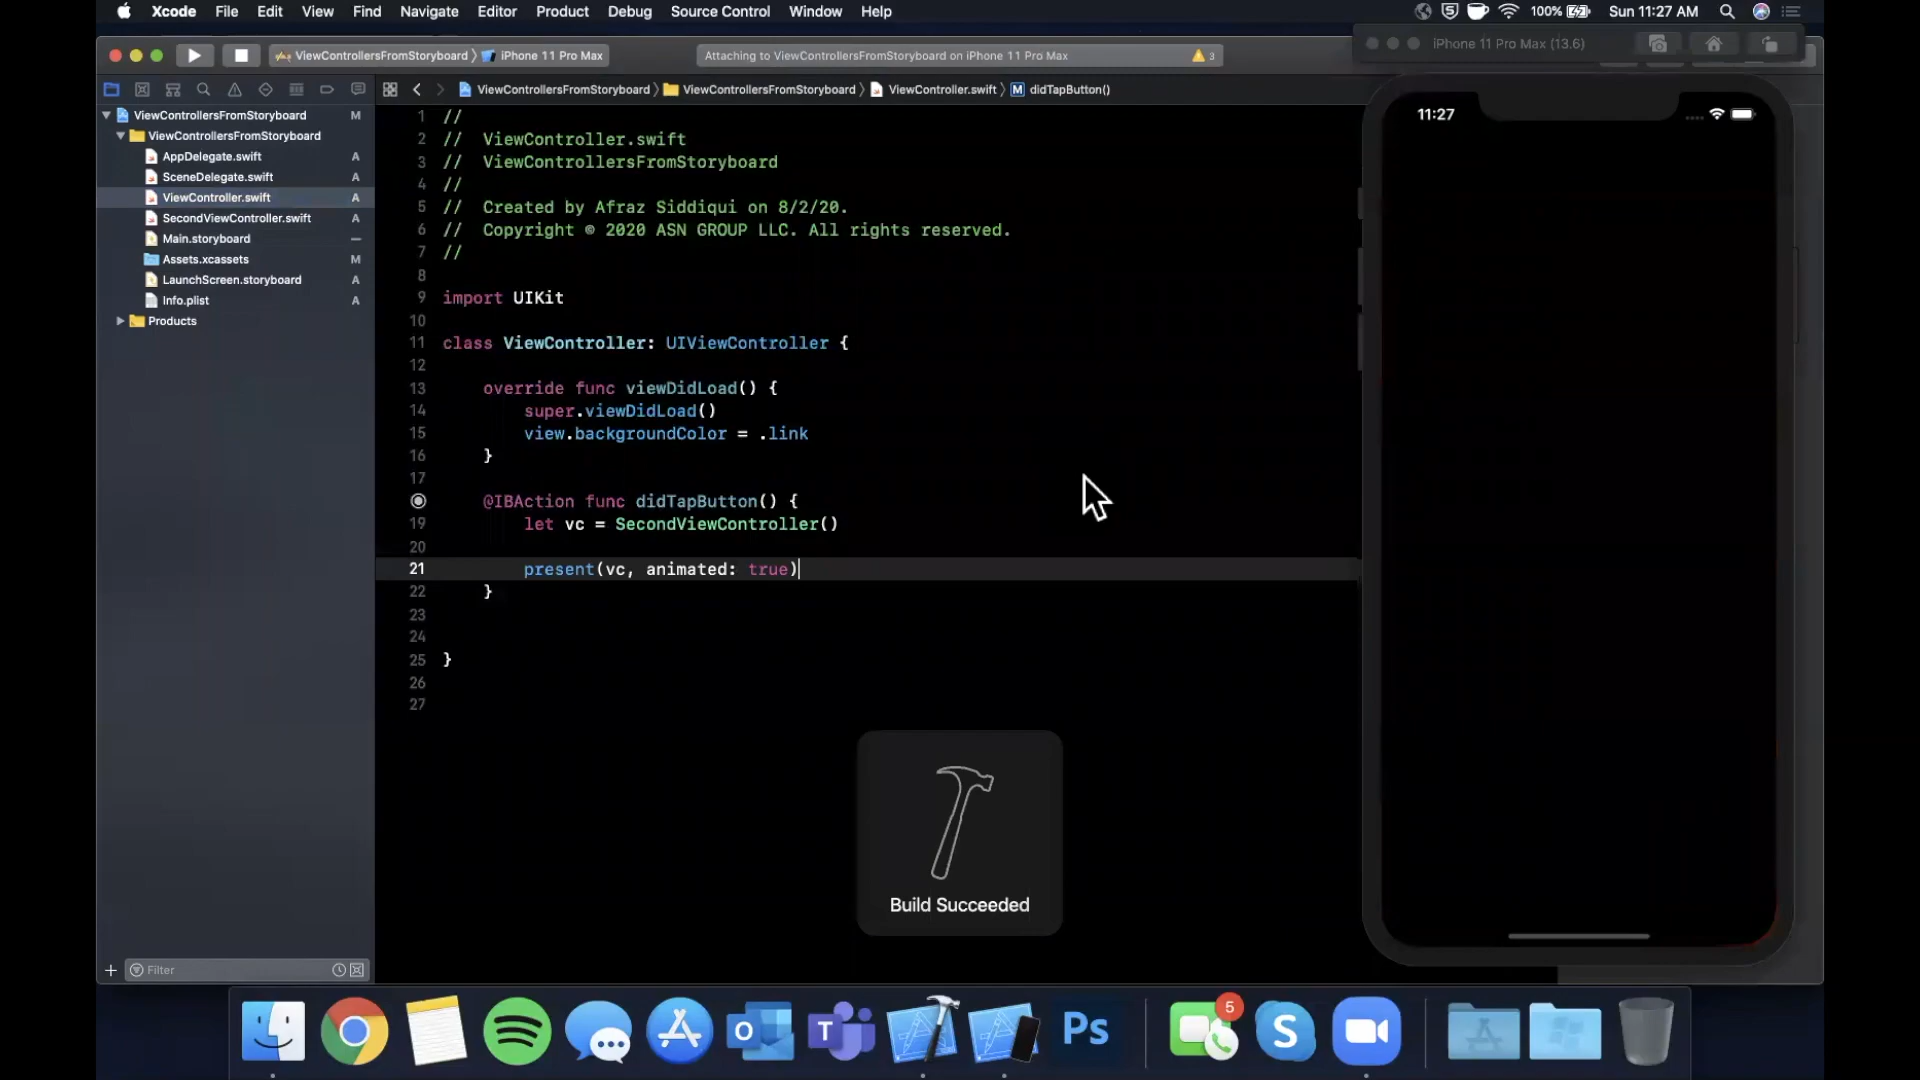 Xcode File Edit View Find Navigate Editor Product Debug Source Control Window Help
100% Sun 11:27 AM
ViewControllersFromStoryboard iPhone 11 Pro Max
Attaching to ViewControllersFromStoryboard on iPhone 11 Pro Max 3
iPhone 11 Pro Max (13.6)
ViewControllersFromStoryboard ViewControllersFromStoryboard ViewController.swift M didTapButton()
ViewControllersFromStoryboard M
ViewControllersFromStoryboard
AppDelegate.swift A
SceneDelegate.swift A
ViewController.swift A
SecondViewController.swift A
Main.storyboard –
Assets.xcassets M
LaunchScreen.storyboard A
Info.plist A
Products
Filter
1 //
2 // ViewController.swift
3 // ViewControllersFromStoryboard
4 //
5 // Created by Afraz Siddiqui on 8/2/20.
6 // Copyright © 2020 ASN GROUP LLC. All rights reserved.
7 //
8
9 import UIKit
10
11 class ViewController: UIViewController {
12
13 override func viewDidLoad() {
14 super.viewDidLoad()
15 view.backgroundColor = .link
16 }
17
@IBAction func didTapButton() {
19 let vc = SecondViewController()
20
21 present(vc, animated: true)
22 }
23
24
25 }
26
27
Build Succeeded
11:27
O
T
Ps
5
S